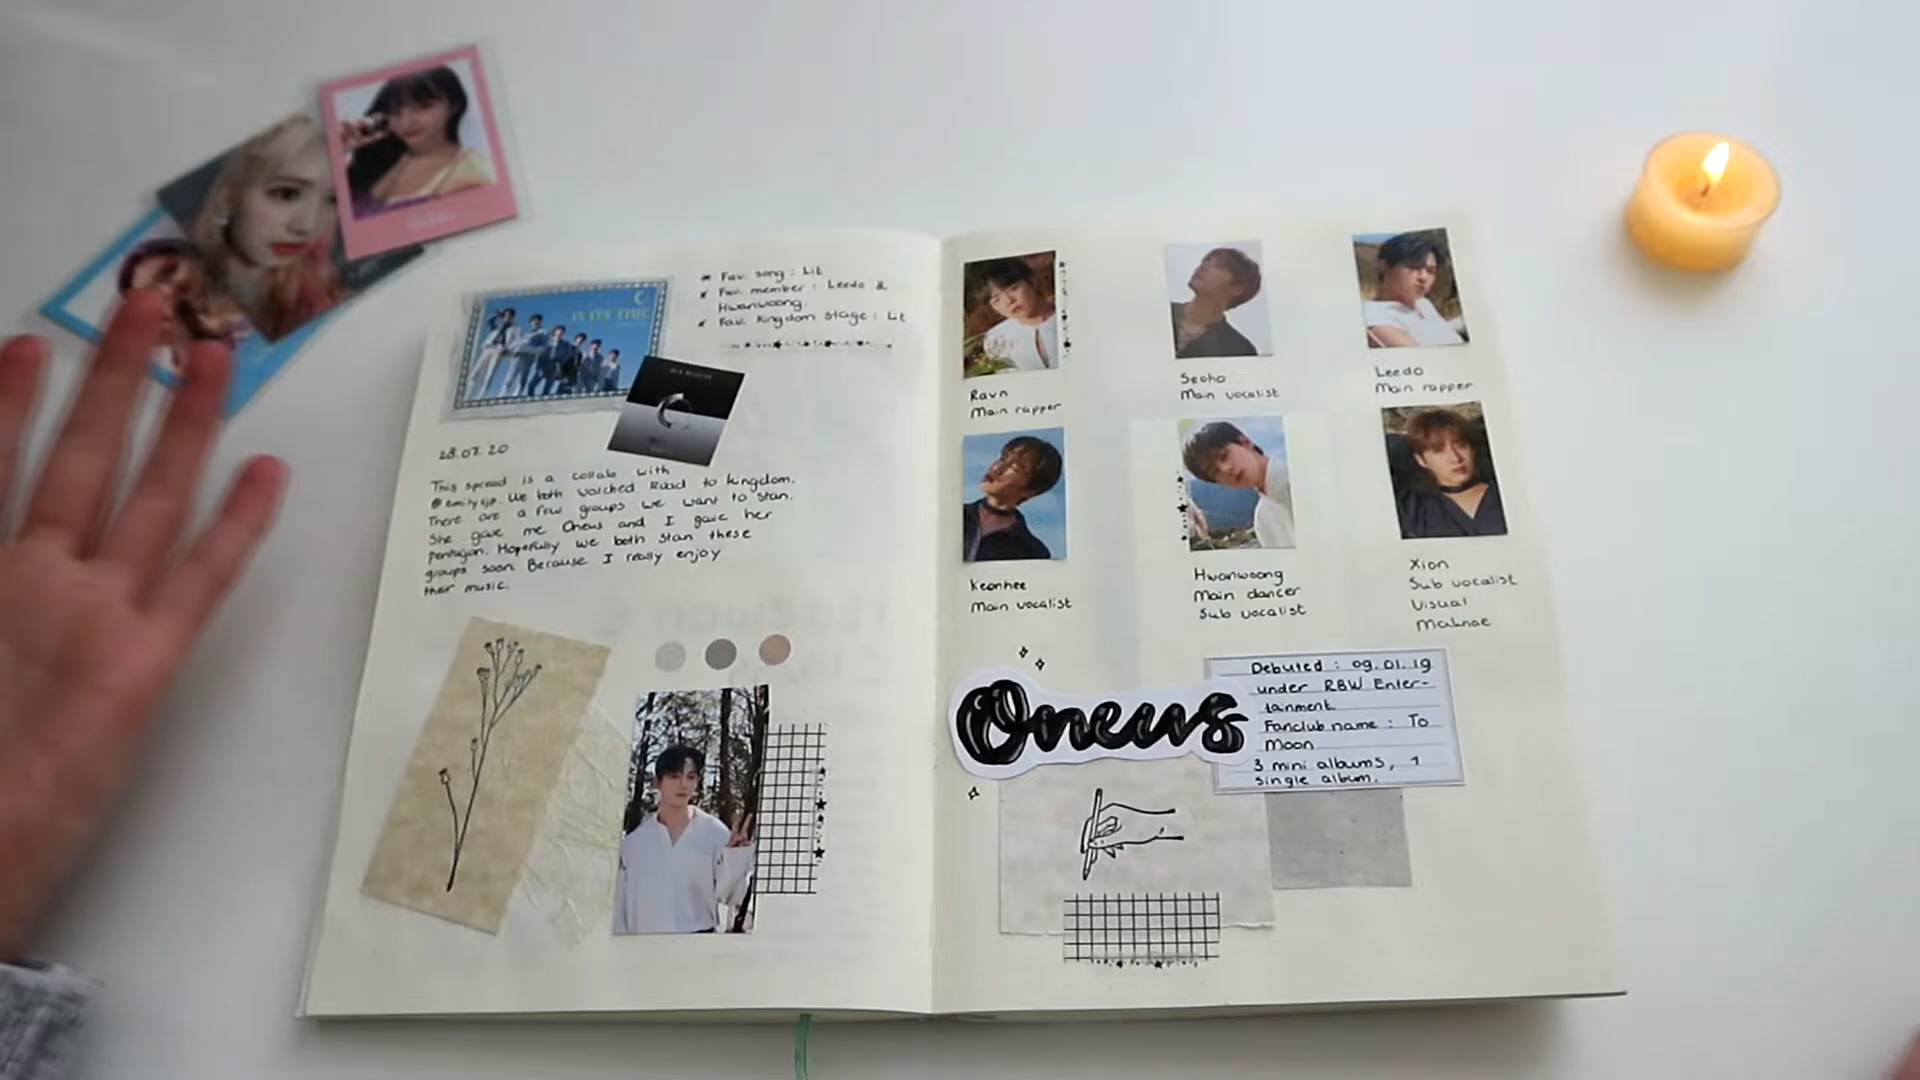 * Fav. song : Lit
* Fav. member : Leedo &
Hwanwoong.
* Fav. Kingdom stage : Lit
28.07.20
This spread is a collab with
We both watched Road to kingdom.
There are a few groups we want to stan.
She gave me Oneus and I gave her
pentagon. Hopefully we both stan these
groups soon. Because I really enjoy
their music.
Ravn
Main rapper
Seoho
Main vocalist
Leedo
Main rapper
Keonhee
Main vocalist
Hwanwoong
Main dancer
Sub vocalist
Xion
Sub vocalist
Visual
Maknae
Oneus
Debuted : 09.01.19
under RBW Enter-
tainment.
Fanclub name : To
Moon
3 mini albums, 1
single album.